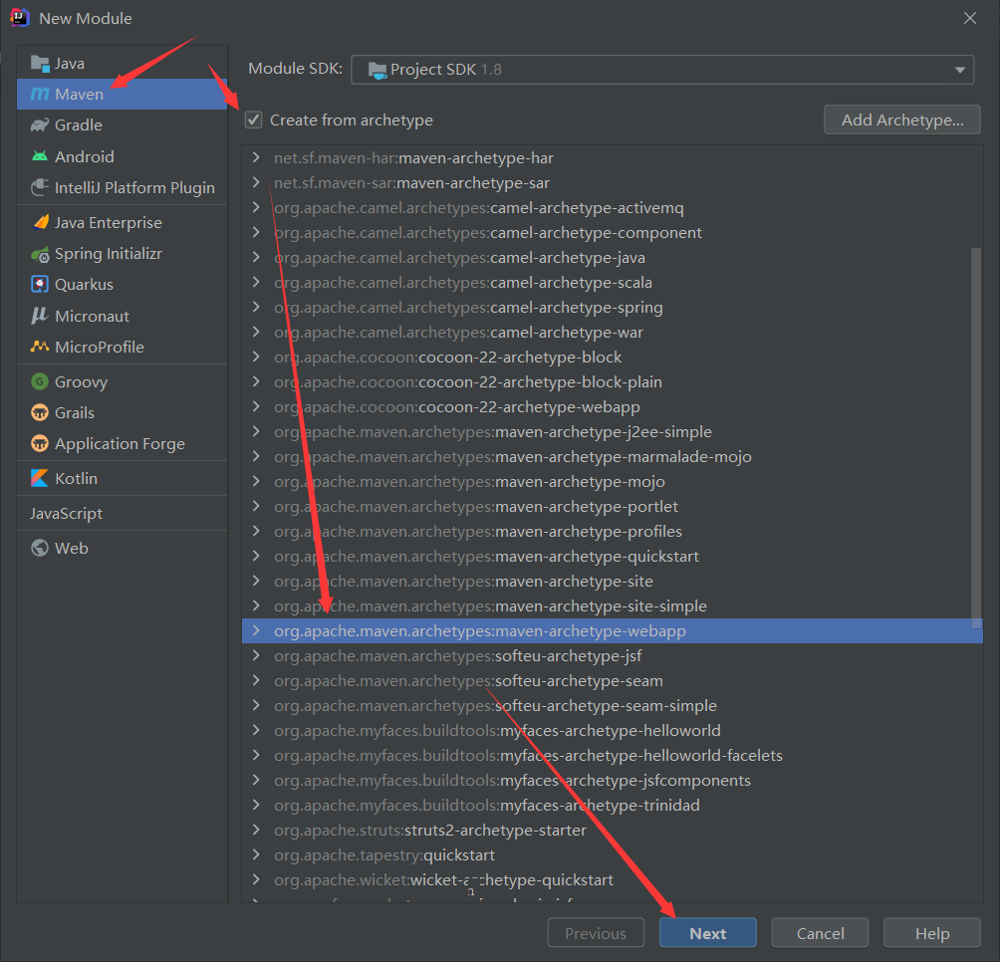 New Module
Java
Maven
Gradle
Android
IntelliJ Platform Plugin
Java Enterprise
Spring Initializr
Quarkus
Micronaut
MicroProfile
Groovy
Grails
Application Forge
Kotlin
JavaScript
Web
Module SDK: Project SDK 1.8
Create from archetype
Add Archetype...
net.sf.maven-har:maven-archetype-har
net.sf.maven-sar:maven-archetype-sar
org.apache.camel.archetypes:camel-archetype-activemq
org.apache.camel.archetypes:camel-archetype-component
org.apache.camel.archetypes:camel-archetype-java
org.apache.camel.archetypes:camel-archetype-scala
org.apache.camel.archetypes:camel-archetype-spring
org.apache.camel.archetypes:camel-archetype-war
org.apache.cocoon:cocoon-22-archetype-block
org.apache.cocoon:cocoon-22-archetype-block-plain
org.apache.cocoon:cocoon-22-archetype-webapp
org.apache.maven.archetypes:maven-archetype-j2ee-simple
org.apache.maven.archetypes:maven-archetype-marmalade-mojo
org.apache.maven.archetypes:maven-archetype-mojo
org.apache.maven.archetypes:maven-archetype-portlet
org.apache.maven.archetypes:maven-archetype-profiles
org.apache.maven.archetypes:maven-archetype-quickstart
org.apache.maven.archetypes:maven-archetype-site
org.apache.maven.archetypes:maven-archetype-site-simple
org.apache.maven.archetypes:maven-archetype-webapp
org.apache.maven.archetypes:softeu-archetype-jsf
org.apache.maven.archetypes:softeu-archetype-seam
org.apache.maven.archetypes:softeu-archetype-seam-simple
org.apache.myfaces.buildtools:myfaces-archetype-helloworld
org.apache.myfaces.buildtools:myfaces-archetype-helloworld-facelets
org.apache.myfaces.buildtools:myfaces-archetype-jsfcomponents
org.apache.myfaces.buildtools:myfaces-archetype-trinidad
org.apache.struts:struts2-archetype-starter
org.apache.tapestry:quickstart
org.apache.wicket:wicket-archetype-quickstart
Previous
Next
Cancel
Help